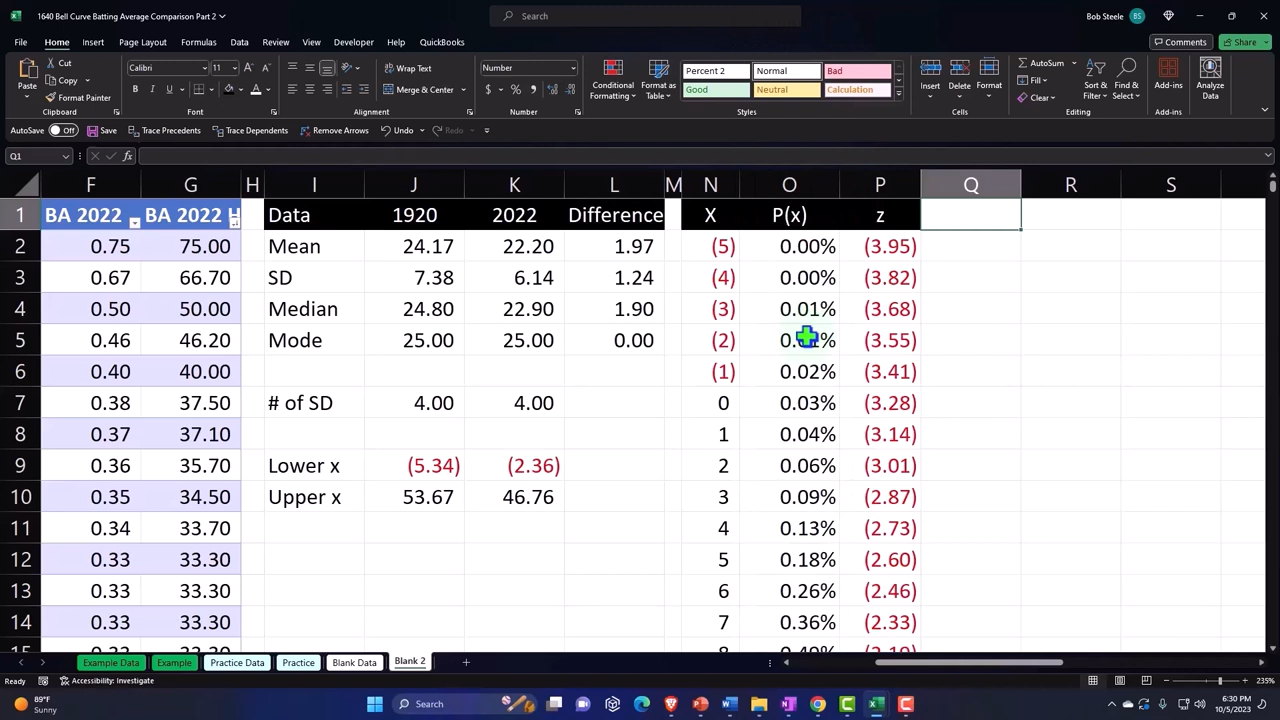 1640 Bell Curve Batting Average Comparison Part 2
Search
Bob Steele BS
File Home Insert Page Layout Formulas Data Review View Developer Help QuickBooks
Comments Share
Paste
Cut
Copy
Format Painter
Clipboard
Calibri 11
B I U
Font
Wrap Text
Merge & Center
Alignment
Number
Number
Conditional Formatting
Format as Table
Percent 2 Normal Bad
Good Neutral Calculation
Styles
Insert Delete Format
Cells
AutoSum
Fill
Clear
Sort & Filter
Find & Select
Editing
Add-ins
Add-ins
Analyze Data
AutoSave Off Save Trace Precedents Trace Dependents Remove Arrows Undo Redo
Q1 fx
F G H I J K L M N O P Q R S
1 BA 2022 BA 2022 H Data 1920 2022 Difference X P(x) z
2 0.75 75.00 Mean 24.17 22.20 1.97 (5) 0.00% (3.95)
3 0.67 66.70 SD 7.38 6.14 1.24 (4) 0.00% (3.82)
4 0.50 50.00 Median 24.80 22.90 1.90 (3) 0.01% (3.68)
5 0.46 46.20 Mode 25.00 25.00 0.00 (2) (3.55)
6 0.40 40.00 (1) 0.02% (3.41)
7 0.38 37.50 # of SD 4.00 4.00 0 0.03% (3.28)
8 0.37 37.10 1 0.04% (3.14)
9 0.36 35.70 Lower x (5.34) (2.36) 2 0.06% (3.01)
10 0.35 34.50 Upper x 53.67 46.76 3 0.09% (2.87)
11 0.34 33.70 4 0.13% (2.73)
12 0.33 33.30 5 0.18% (2.60)
13 0.33 33.30 6 0.26% (2.46)
14 0.33 33.30 7 0.36% (2.33)
15 0.33 33.30 8 0.49% (2.19)
Example Data Example Practice Data Practice Blank Data Blank 2
Ready Accessibility: Investigate 235%
89°F
Sunny
Search
6:30 PM
10/5/2023